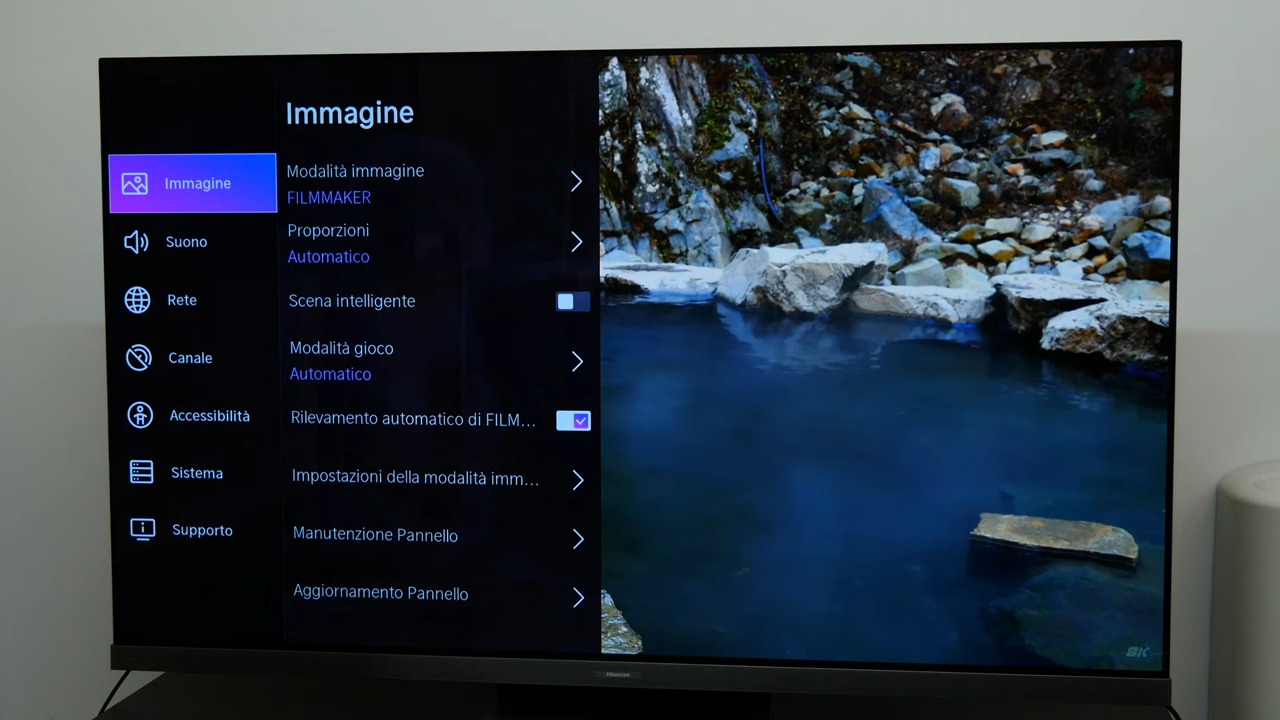 Immagine
Immagine
Suono
Rete
Canale
Accessibilità
Sistema
Supporto
Modalità immagine
FILMMAKER
Proporzioni
Automatico
Scena intelligente
Modalità gioco
Automatico
Rilevamento automatico di FILM...
Impostazioni della modalità imm...
Manutenzione Pannello
Aggiornamento Pannello
8K
Hisense